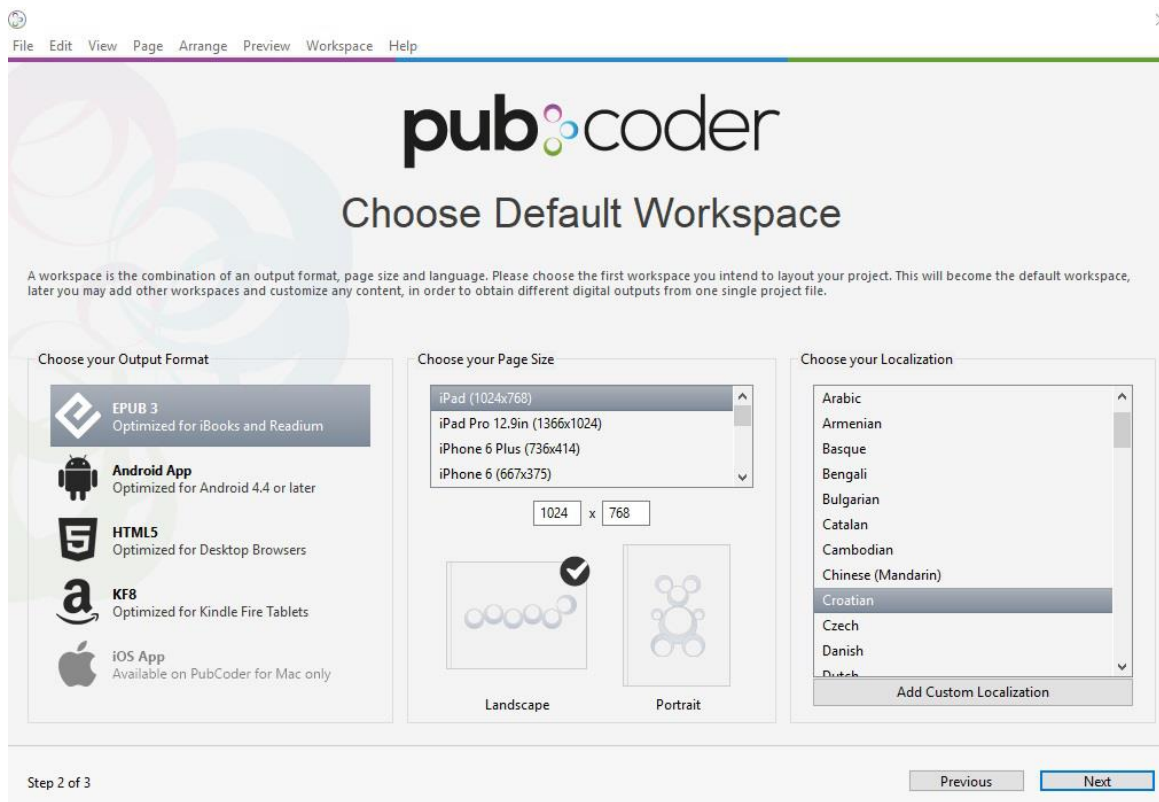 File Edit View Page Arrange Preview Workspace Help
pub coder
Choose Default Workspace
A workspace is the combination of an output format, page size and language. Please choose the first workspace you intend to layout your project. This will become the default workspace,
later you may add other workspaces and customize any content, in order to obtain different digital outputs from one single project file.
Choose your Output Format
EPUB 3
Optimized for iBooks and Readium
Android App
Optimized for Android 4.4 or later
HTML5
Optimized for Desktop Browsers
KF8
Optimized for Kindle Fire Tablets
iOS App
Available on PubCoder for Mac only
Choose your Page Size
iPad (1024x768)
iPad Pro 12.9in (1366x1024)
iPhone 6 Plus (736x414)
iPhone 6 (667x375)
1024 x 768
Landscape Portrait
Choose your Localization
Arabic
Armenian
Basque
Bengali
Bulgarian
Catalan
Cambodian
Chinese (Mandarin)
Croatian
Czech
Danish
Dutch
Add Custom Localization
Step 2 of 3
Previous Next